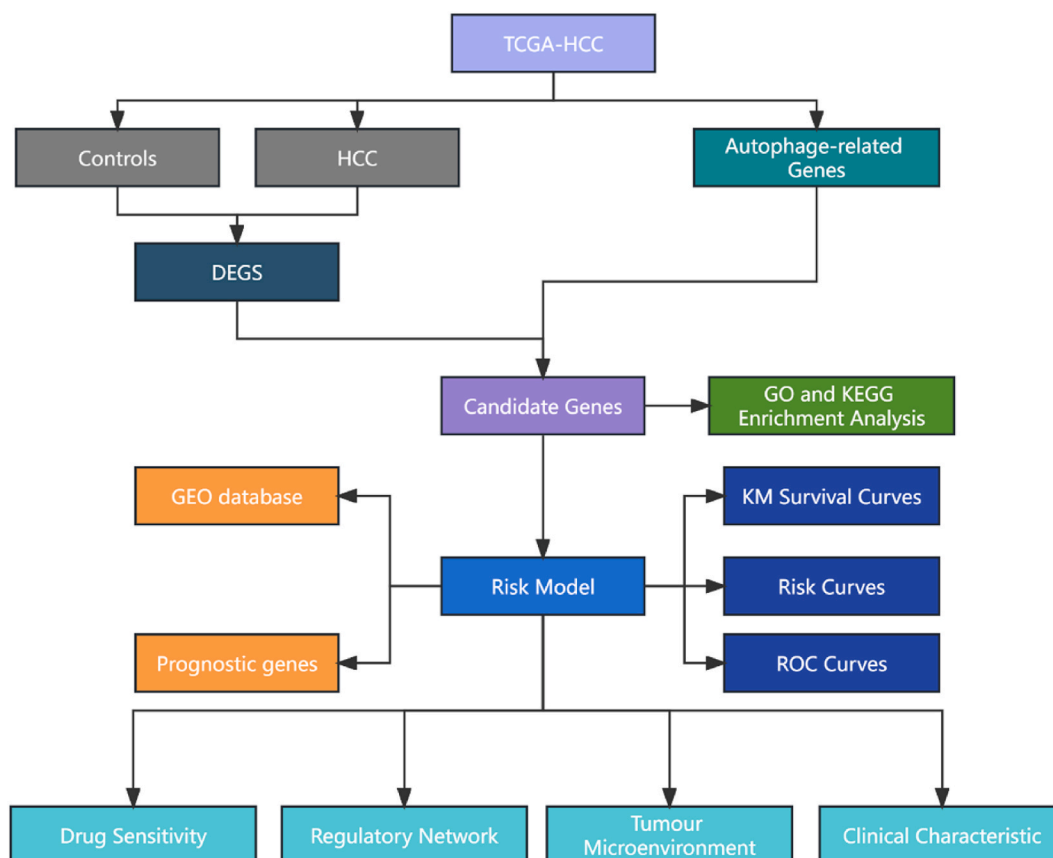 TCGA-HCC
Controls
HCC
Autophage-related
Genes
DEGS
Candidate Genes
GO and KEGG
Enrichment Analysis
GEO database
KM Survival Curves
Risk Model
Risk Curves
Prognostic genes
ROC Curves
Drug Sensitivity
Regulatory Network
Tumour
Microenvironment
Clinical Characteristic